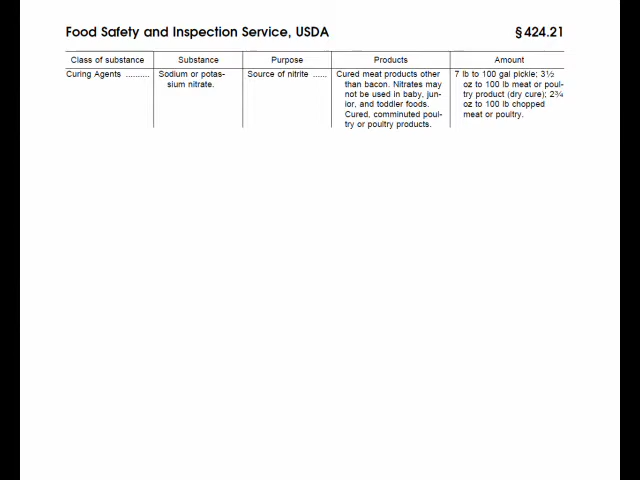 Food Safety and Inspection Service, USDA §424.21
Class of substance Substance Purpose Products Amount
Curing Agents .......... Sodium or potas- Source of nitrite ...... Cured meat products other 7 lb to 100 gal pickle; 3½
sium nitrate. than bacon. Nitrates may oz to 100 lb meat or poul-
not be used in baby, jun- try product (dry cure); 2¾
ior, and toddler foods. oz to 100 lb chopped
Cured, comminuted poul- meat or poultry.
try or poultry products.